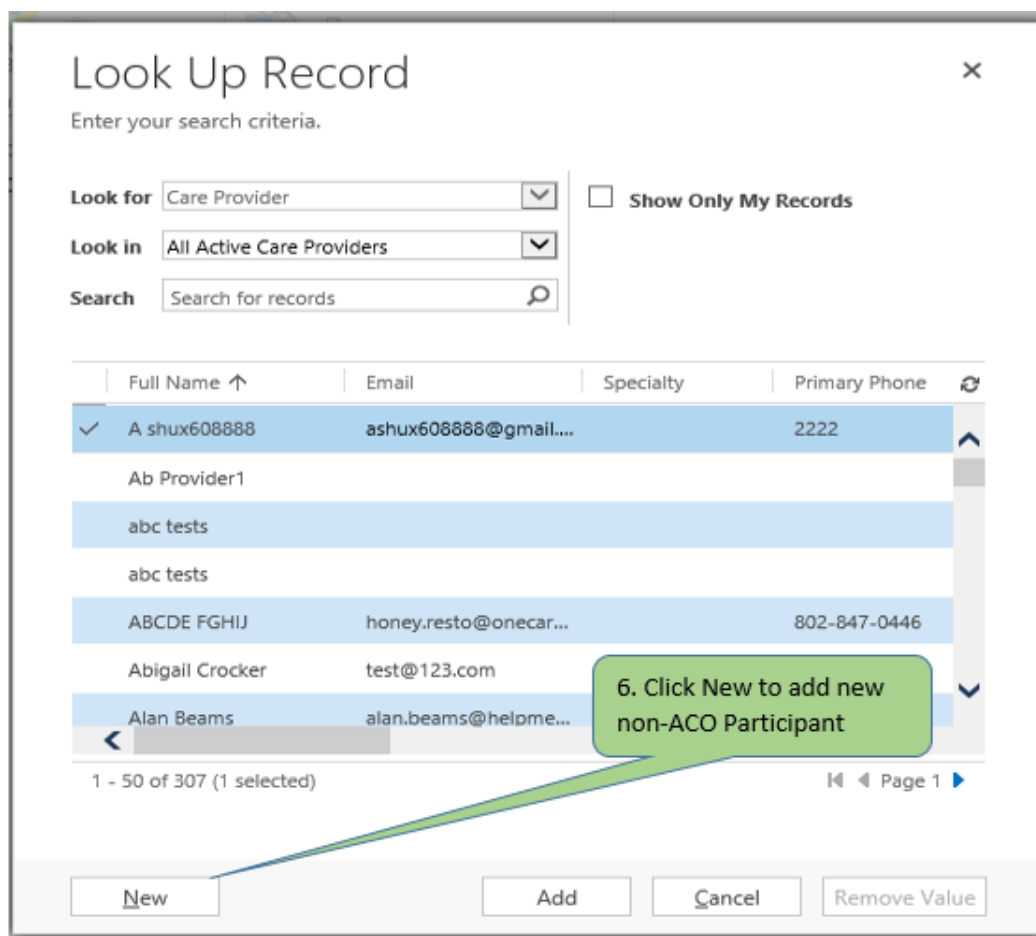 Look Up Record
Enter your search criteria.
Look for Care Provider
Show Only My Records
Look in All Active Care Providers
Search Search for records
Full Name Email Specialty Primary Phone
A shux608888 ashux608888@gmail.... 2222
Ab Provider1
abc tests
abc tests
ABCDE FGHIJ honey.resto@onecar... 802-847-0446
Abigail Crocker test@123.com
Alan Beams alan.beams@helpme...
6. Click New to add new
non-ACO Participant
1 - 50 of 307 (1 selected) Page 1
New Add Cancel Remove Value